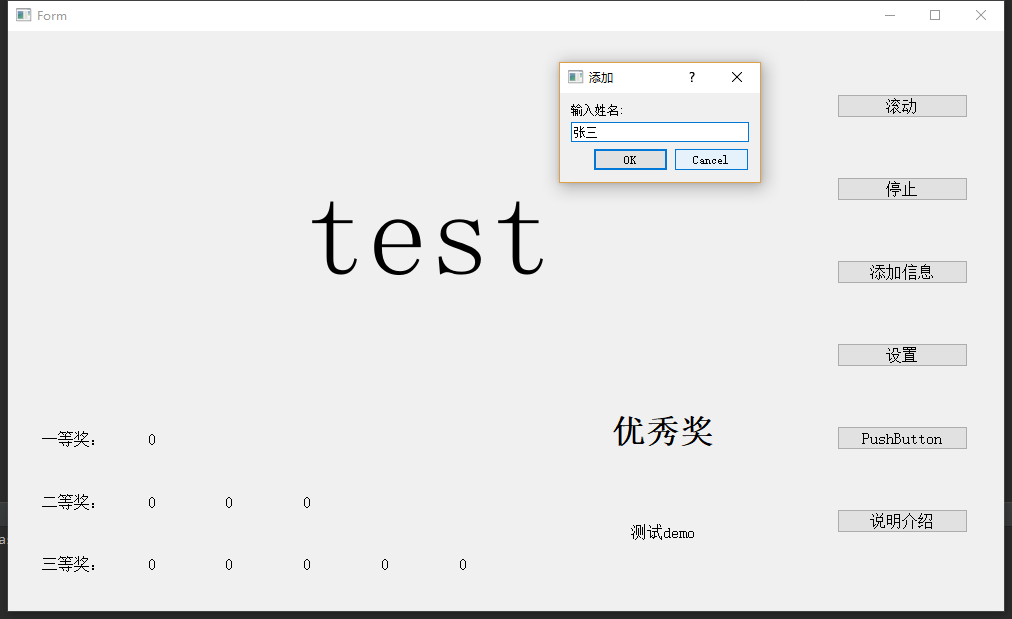 Form
添加
?
输入姓名:
张三
OK
Cancel
test
滚动
停止
添加信息
设置
PushButton
说明介绍
优秀奖
测试demo
一等奖: 0
二等奖: 0 0 0
三等奖: 0 0 0 0 0
a